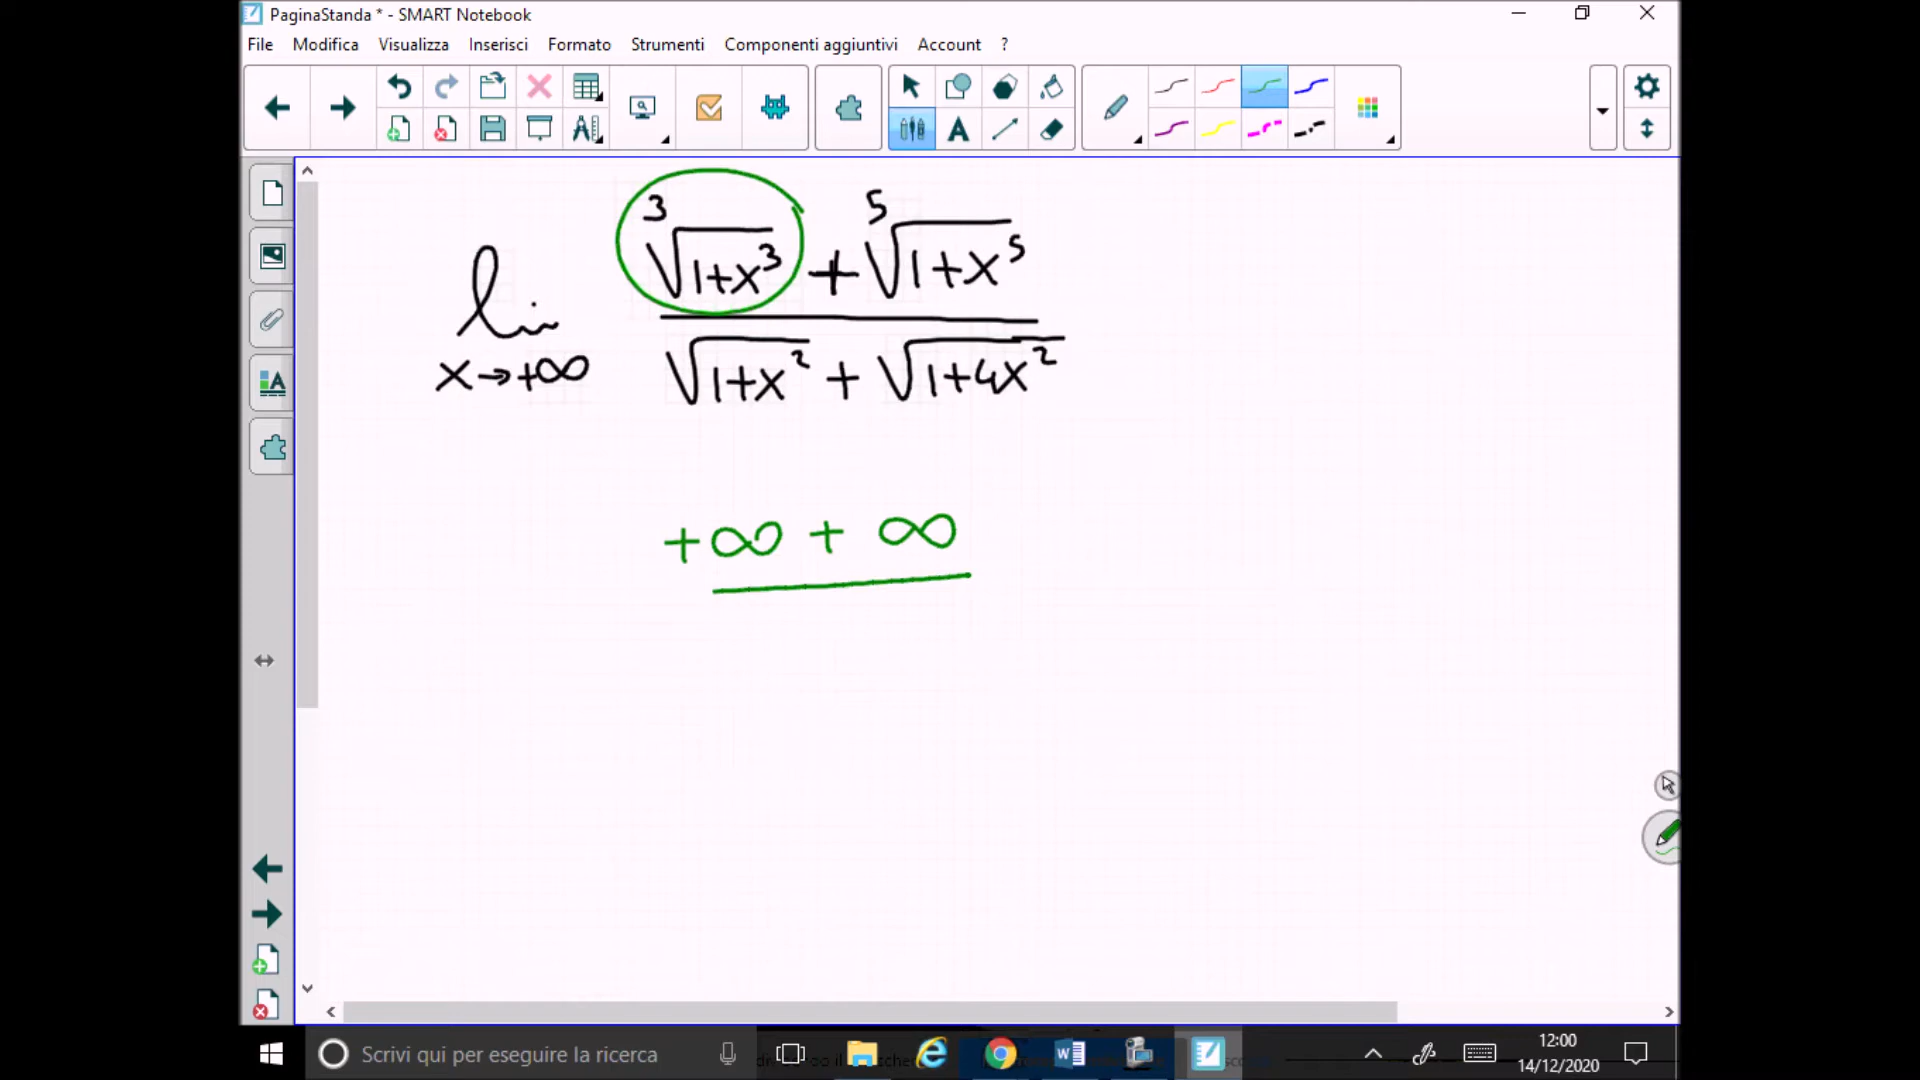 PaginaStanda * - SMART Notebook
File Modifica Visualizza Inserisci Formato Strumenti Componenti aggiuntivi Account ?
lim x→+∞ (∛(1+x³) + ⁵√(1+x⁵)) / (√(1+x²) + √(1+4x²))
+∞ + ∞
Scrivi qui per eseguire la ricerca
12:00
14/12/2020